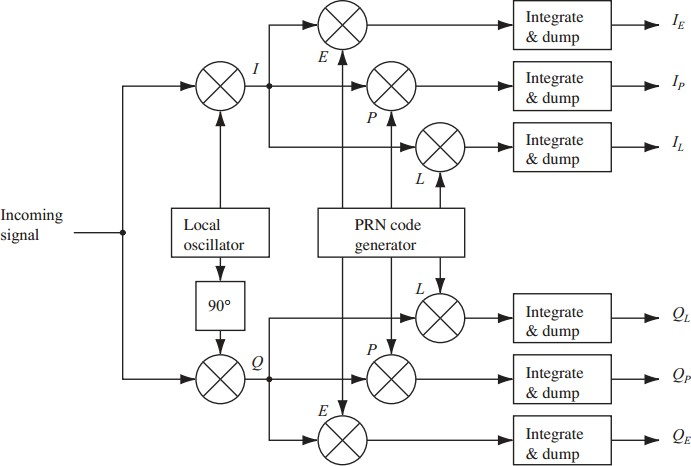 Integrate
& dump
I_E
E
I
Integrate
& dump
I_P
P
Integrate
& dump
I_L
L
Incoming
signal
Local
oscillator
PRN code
generator
90°
L
Integrate
& dump
Q_L
Q
P
Integrate
& dump
Q_P
E
Integrate
& dump
Q_E